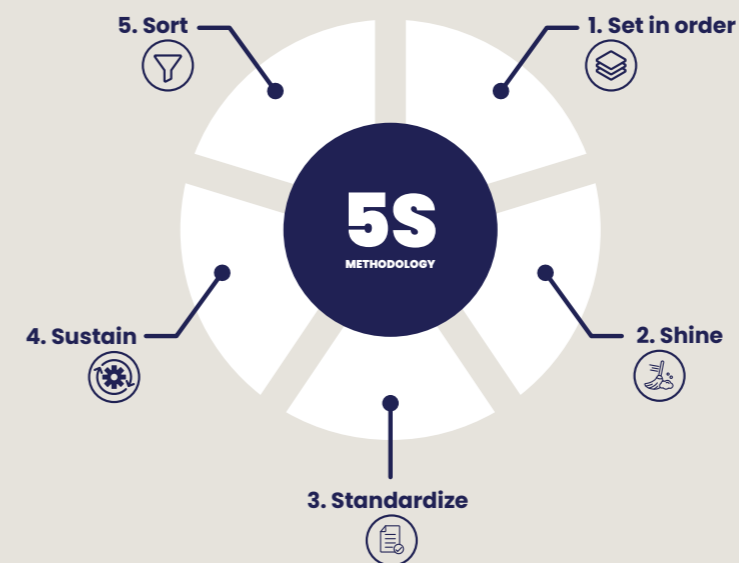 5. Sort
1. Set in order
5S
METHODOLOGY
4. Sustain
2. Shine
3. Standardize